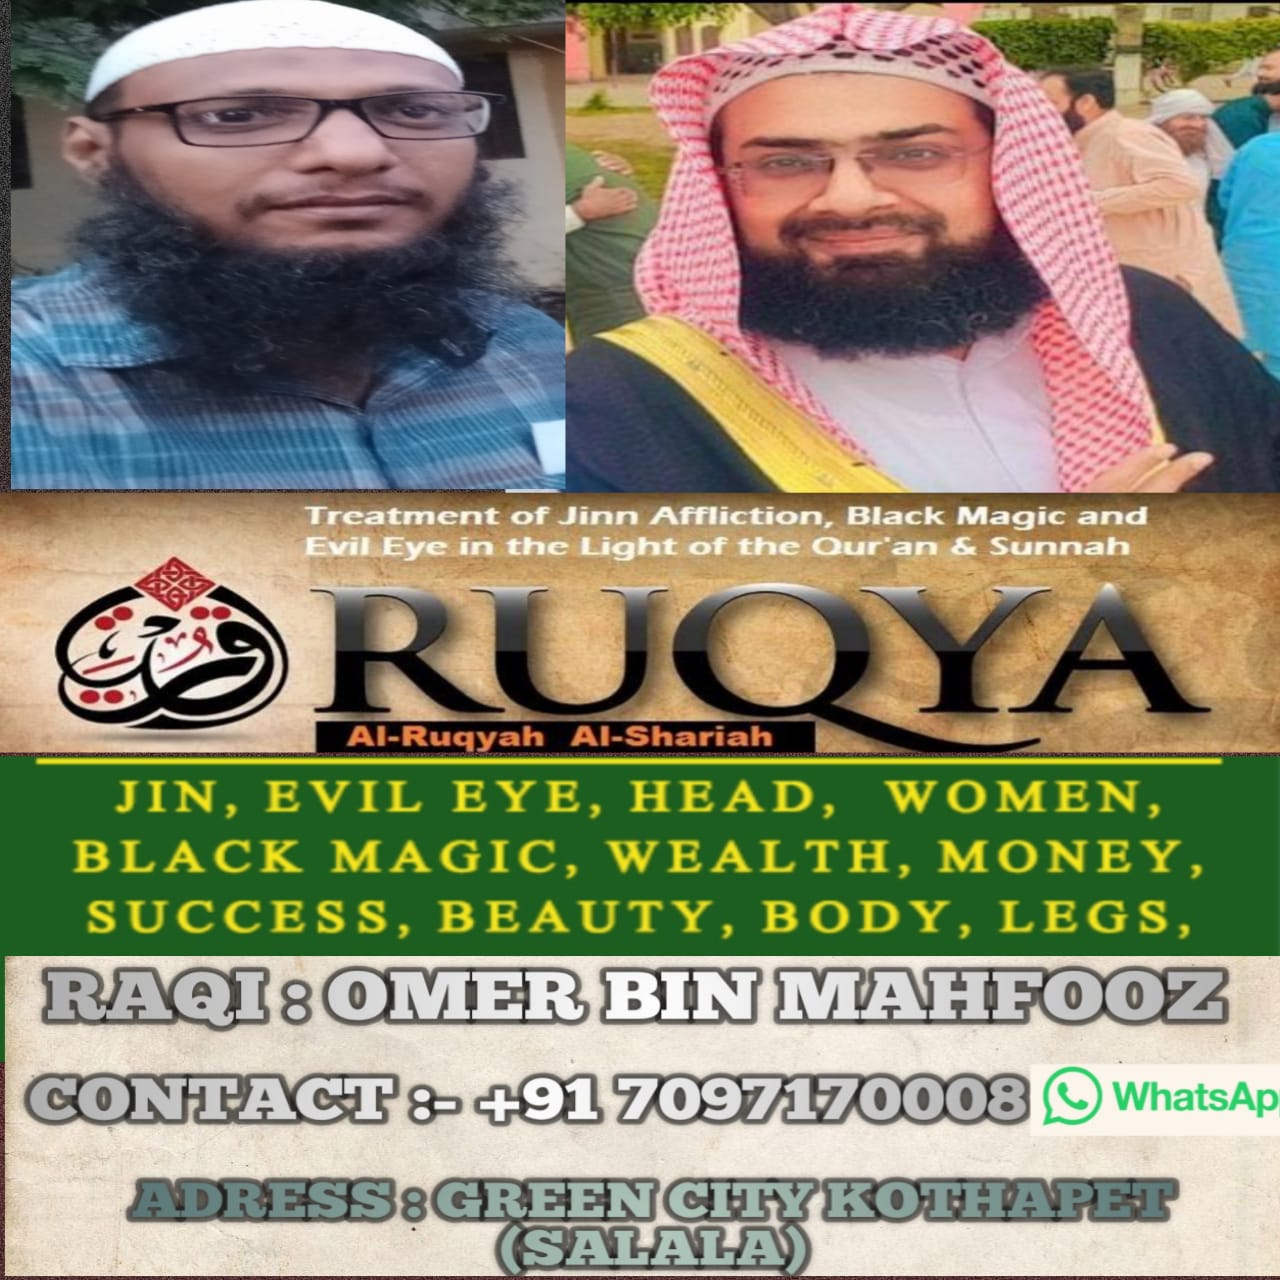 Treatment of Jinn Affliction, Black Magic and
Evil Eye in the Light of the Qur'an & Sunnah
RUQYA
Al-Ruqyah Al-Shariah
JIN, EVIL EYE, HEAD, WOMEN,
BLACK MAGIC, WEALTH, MONEY,
SUCCESS, BEAUTY, BODY, LEGS,
RAQI : OMER BIN MAHFOOZ
CONTACT :- +91 7097170008 WhatsAp
ADRESS : GREEN CITY KOTHAPET
(SALALA)